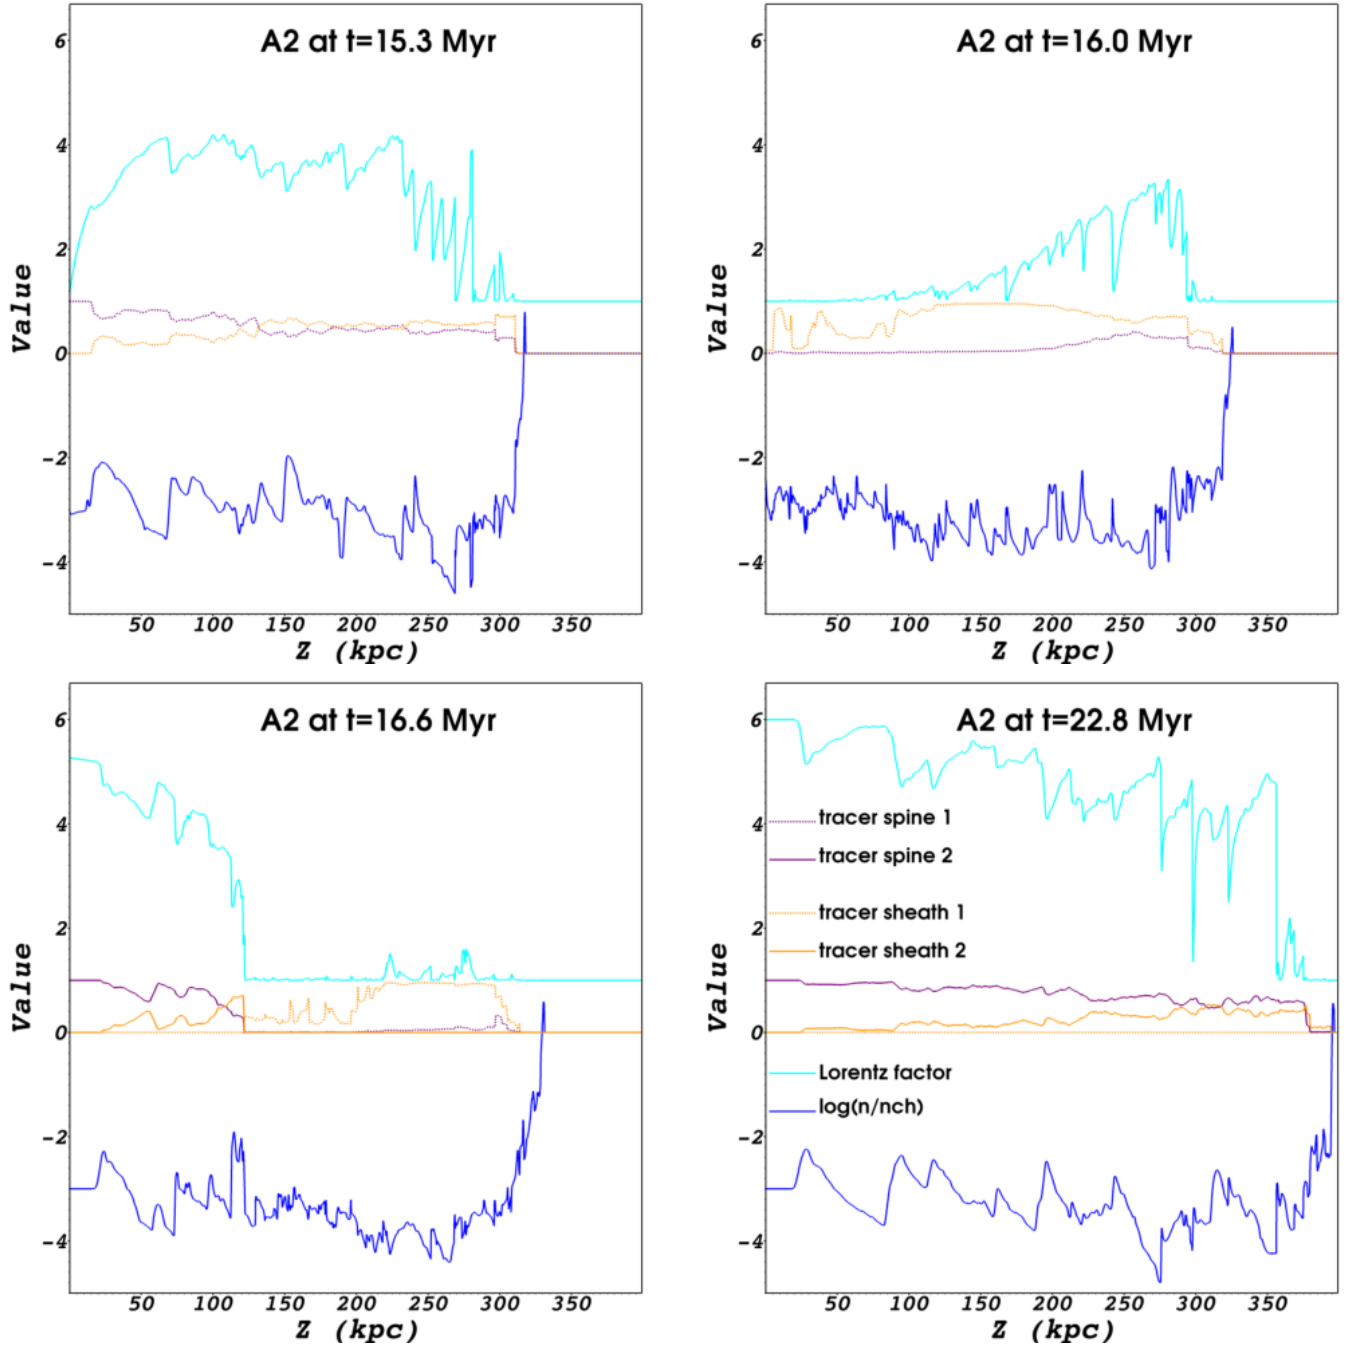 A2 at t=15.3 Myr
6
4
2
0
−2
−4
Value
50 100 150 200 250 300 350
Z (kpc)
A2 at t=16.0 Myr
6
4
2
0
−2
−4
Value
50 100 150 200 250 300 350
Z (kpc)
A2 at t=16.6 Myr
6
4
2
0
−2
−4
Value
50 100 150 200 250 300 350
Z (kpc)
A2 at t=22.8 Myr
6
4
2
0
−2
−4
Value
tracer spine 1
tracer spine 2
tracer sheath 1
tracer sheath 2
Lorentz factor
log(n/nch)
50 100 150 200 250 300 350
Z (kpc)